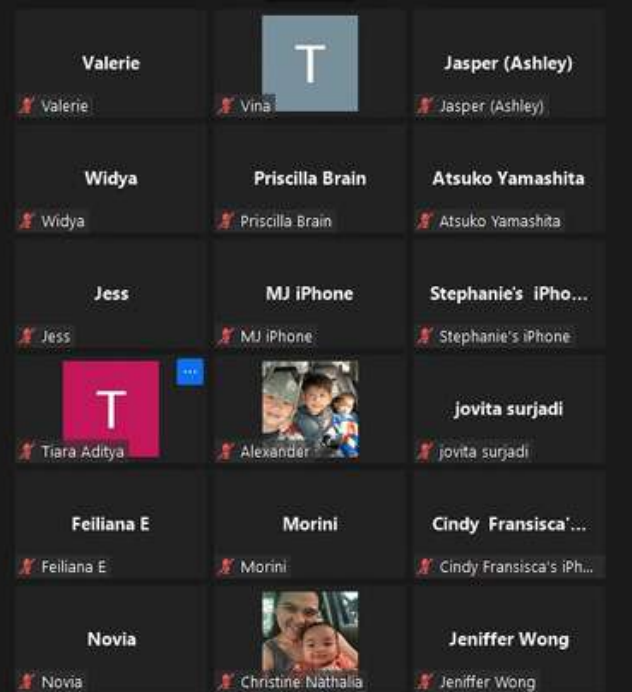 Valerie
Valerie
T
Vina
Jasper (Ashley)
Jasper (Ashley)
Widya
Widya
Priscilla Brain
Priscilla Brain
Atsuko Yamashita
Atsuko Yamashita
Jess
Jess
MJ iPhone
MJ iPhone
Stephanie's iPho...
Stephanie's iPhone
T
...
Tiara Aditya
Alexander
jovita surjadi
jovita surjadi
Feiliana E
Feiliana E
Morini
Morini
Cindy Fransisca'...
Cindy Fransisca's iPh...
Novia
Novia
Christine Nathalia
Jeniffer Wong
Jeniffer Wong